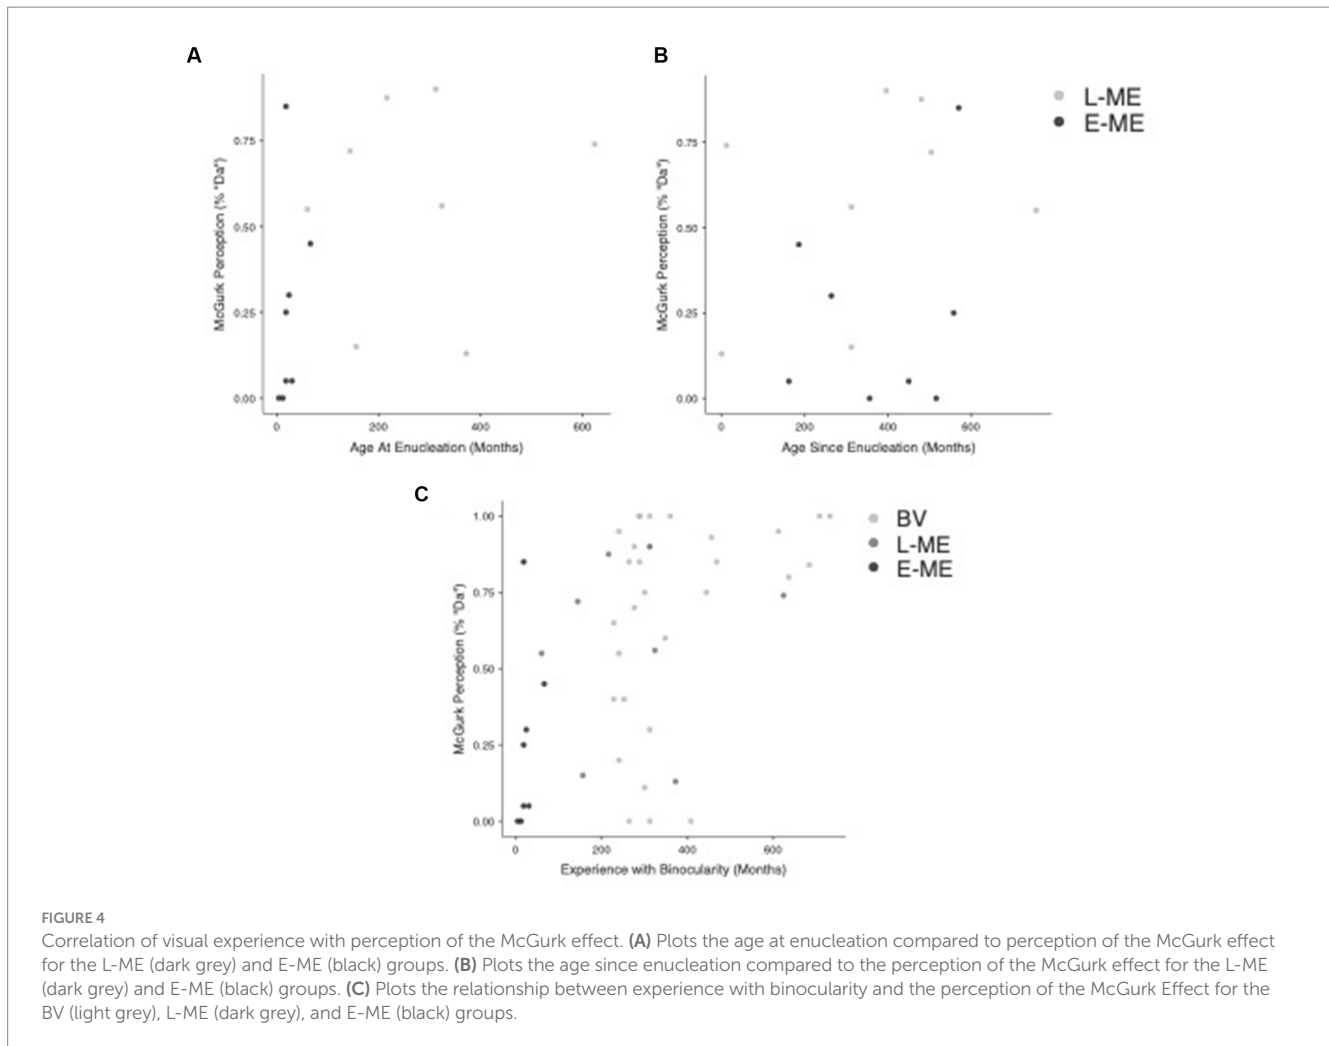 A
B
McGurk Perception (% "Da")
0.75
0.50
0.25
0.00
0 200 400 600
Age At Enucleation (Months)
McGurk Perception (% "Da")
0.75
0.50
0.25
0.00
0 200 400 600
Age Since Enucleation (Months)
L-ME
E-ME
C
McGurk Perception (% "Da")
1.00
0.75
0.50
0.25
0.00
0 200 400 600
Experience with Binocularity (Months)
BV
L-ME
E-ME
FIGURE 4
Correlation of visual experience with perception of the McGurk effect. (A) Plots the age at enucleation compared to perception of the McGurk effect
for the L-ME (dark grey) and E-ME (black) groups. (B) Plots the age since enucleation compared to the perception of the McGurk effect for the L-ME
(dark grey) and E-ME (black) groups. (C) Plots the relationship between experience with binocularity and the perception of the McGurk Effect for the
BV (light grey), L-ME (dark grey), and E-ME (black) groups.